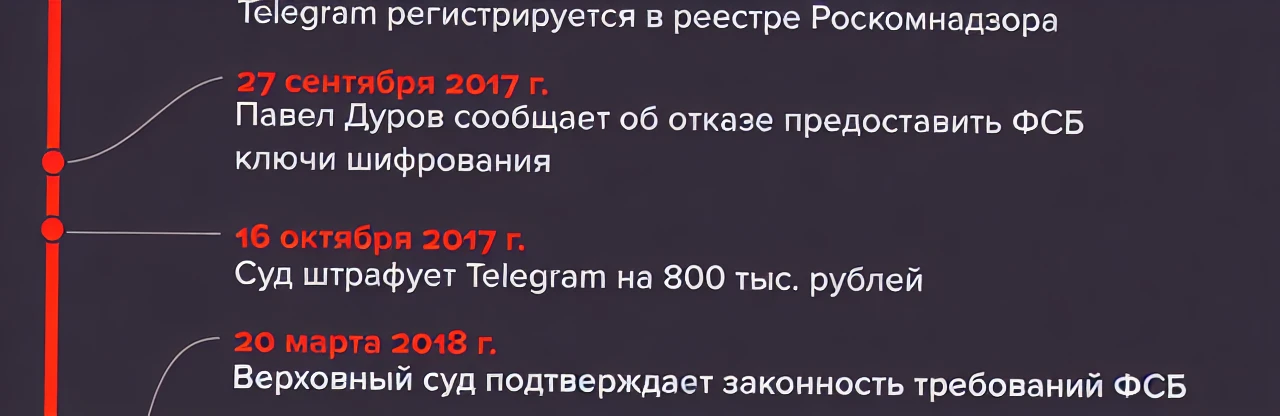 Telegram регистрируется в реестре Роскомнадзора
27 сентября 2017 г.
Павел Дуров сообщает об отказе предоставить ФСБ
ключи шифрования
16 октября 2017 г.
Суд штрафует Telegram на 800 тыс. рублей
20 марта 2018 г.
Верховный суд подтверждает законность требований ФСБ